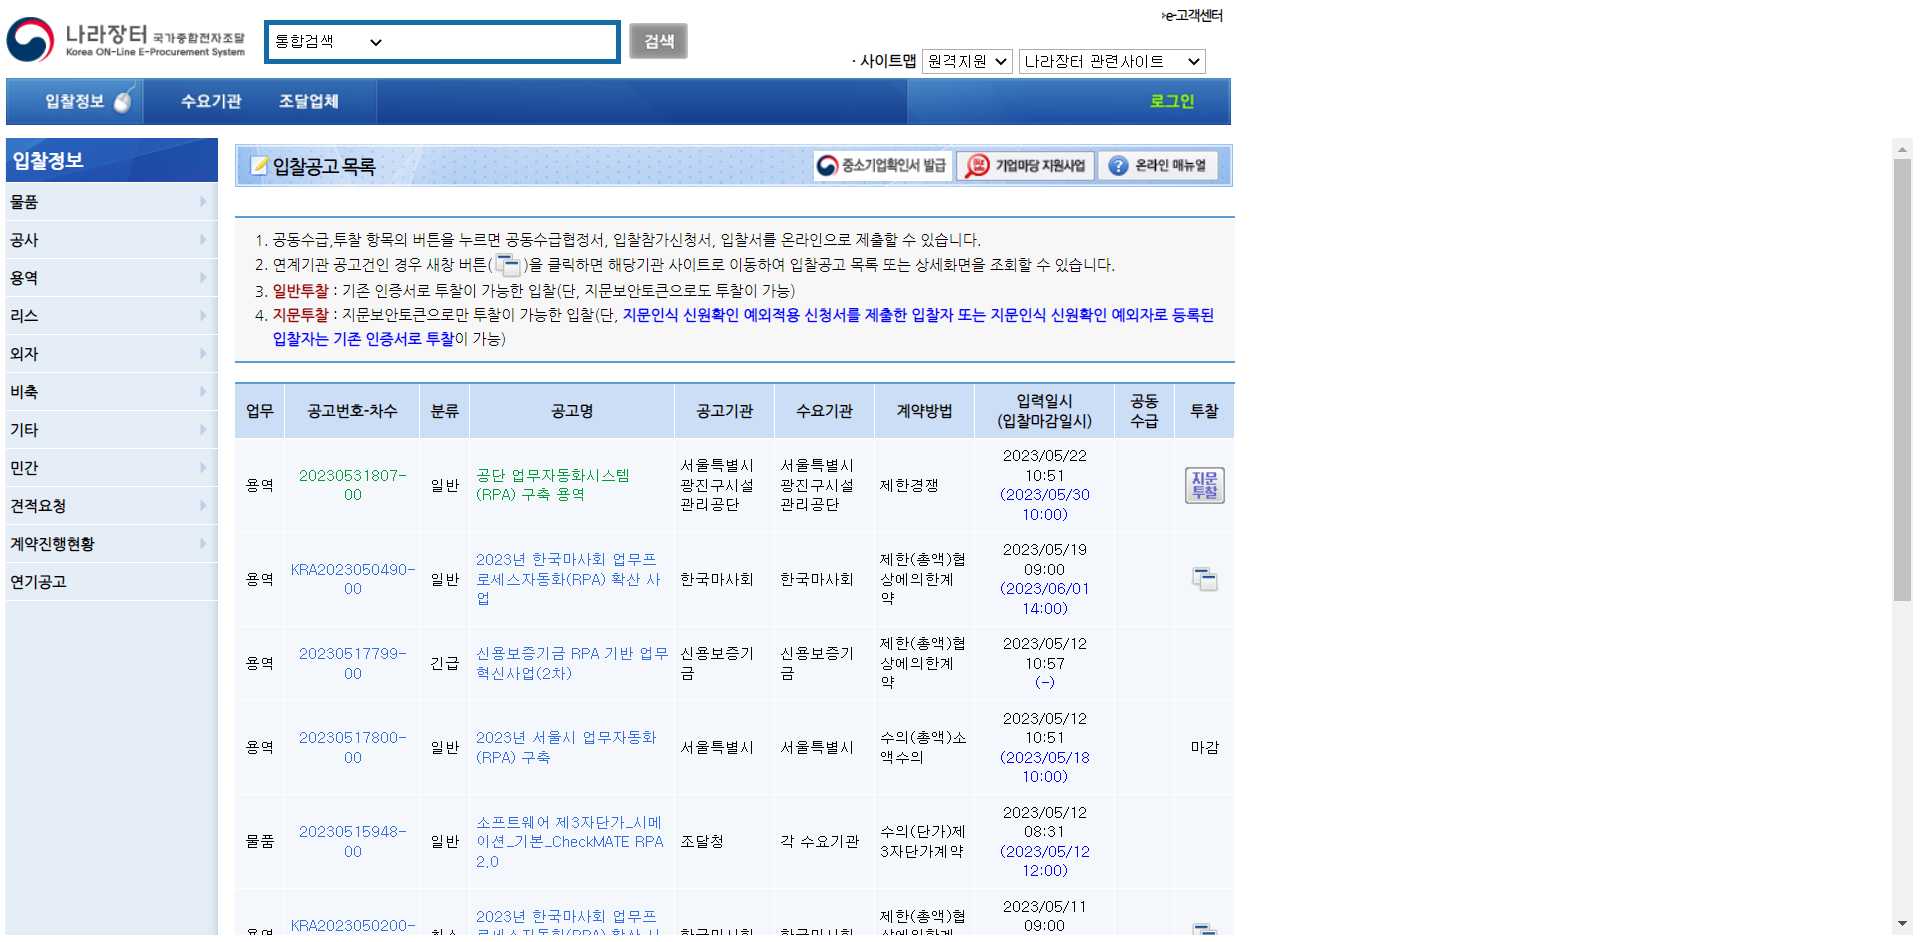 e-고객센터
나라장터 국가종합전자조달
Korea ON-Line E-Procurement System
통합검색
검색
· 사이트맵 원격지원 나라장터 관련사이트
입찰정보 수요기관 조달업체 로그인
입찰정보
물품
공사
용역
리스
외자
비축
기타
민간
견적요청
계약진행현황
연기공고
입찰공고 목록
중소기업확인서 발급 기업마당 지원사업 온라인 매뉴얼
1. 공동수급,투찰 항목의 버튼을 누르면 공동수급협정서, 입찰참가신청서, 입찰서를 온라인으로 제출할 수 있습니다.
2. 연계기관 공고건인 경우 새창 버튼( )을 클릭하면 해당기관 사이트로 이동하여 입찰공고 목록 또는 상세화면을 조회할 수 있습니다.
3. 일반투찰 : 기존 인증서로 투찰이 가능한 입찰(단, 지문보안토큰으로도 투찰이 가능)
4. 지문투찰 : 지문보안토큰으로만 투찰이 가능한 입찰(단, 지문인식 신원확인 예외적용 신청서를 제출한 입찰자 또는 지문인식 신원확인 예외자로 등록된
입찰자는 기존 인증서로 투찰이 가능)
업무 공고번호-차수 분류 공고명 공고기관 수요기관 계약방법
입력일시
(입찰마감일시)
공동
수급
투찰
용역
20230531807-
00
일반
공단 업무자동화시스템
(RPA) 구축 용역
서울특별시
광진구시설
관리공단
서울특별시
광진구시설
관리공단
제한경쟁
2023/05/22
10:51
(2023/05/30
10:00)
지문
투찰
용역
KRA2023050490-
00
일반
2023년 한국마사회 업무프
로세스자동화(RPA) 확산 사
업
한국마사회
한국마사회
제한(총액)협
상에의한계
약
2023/05/19
09:00
(2023/06/01
14:00)
용역
20230517799-
00
긴급
신용보증기금 RPA 기반 업무
혁신사업(2차)
신용보증기
금
신용보증기
금
제한(총액)협
상에의한계
약
2023/05/12
10:57
(-)
용역
20230517800-
00
일반
2023년 서울시 업무자동화
(RPA) 구축
서울특별시
서울특별시
수의(총액)소
액수의
2023/05/12
10:51
(2023/05/18
10:00)
마감
물품
20230515948-
00
일반
소프트웨어 제3자단가_시메
이션_기본_CheckMATE RPA
2.0
조달청
각 수요기관
수의(단가)제
3자단가계약
2023/05/12
08:31
(2023/05/12
12:00)
용역
KRA2023050200-
취소
2023년 한국마사회 업무프
로세스자동화(RPA) 확산 사
한국마사회
한국마사회
제한(총액)협
상에의한계
2023/05/11
09:00